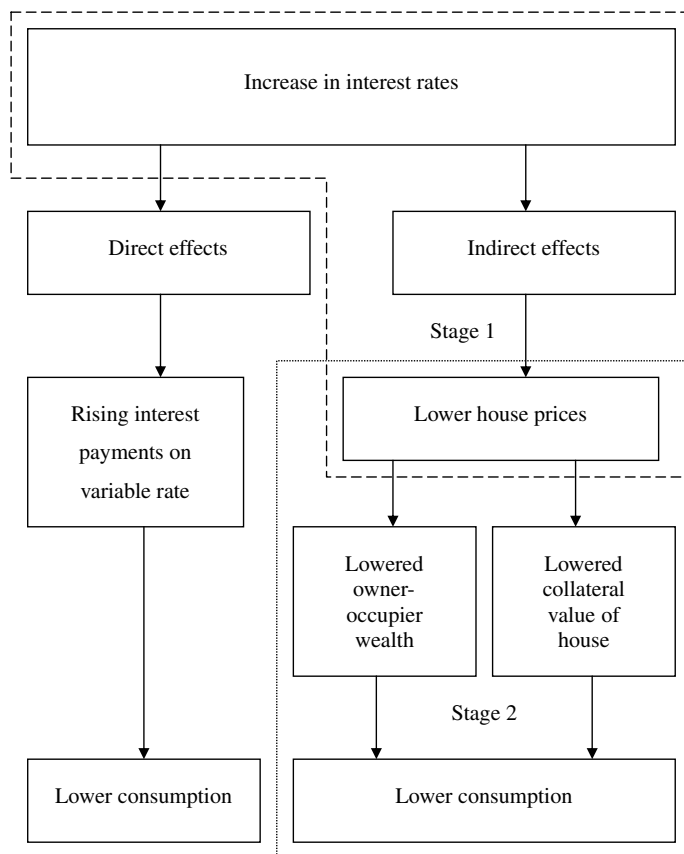 Increase in interest rates
Direct effects
Indirect effects
Stage 1
Rising interest
payments on
variable rate
Lower house prices
Lowered
owner-
occupier
wealth
Lowered
collateral
value of
house
Stage 2
Lower consumption
Lower consumption